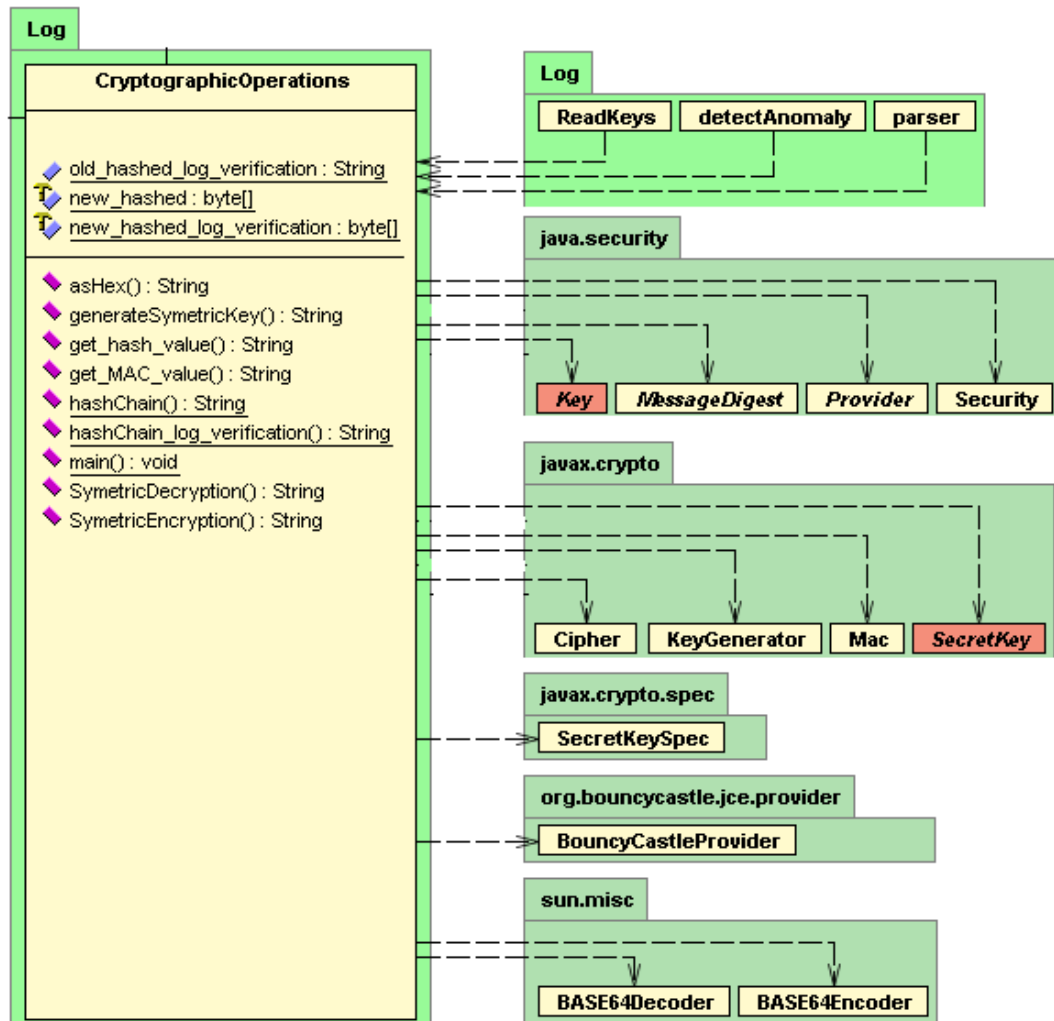 Log
CryptographicOperations
old_hashed_log_verification : String
new_hashed : byte[]
new_hashed_log_verification : byte[]
asHex() : String
generateSymetricKey() : String
get_hash_value() : String
get_MAC_value() : String
hashChain() : String
hashChain_log_verification() : String
main() : void
SymetricDecryption() : String
SymetricEncryption() : String
Log
ReadKeys detectAnomaly parser
java.security
Key MessageDigest Provider Security
javax.crypto
Cipher KeyGenerator Mac SecretKey
javax.crypto.spec
SecretKeySpec
org.bouncycastle.jce.provider
BouncyCastleProvider
sun.misc
BASE64Decoder BASE64Encoder